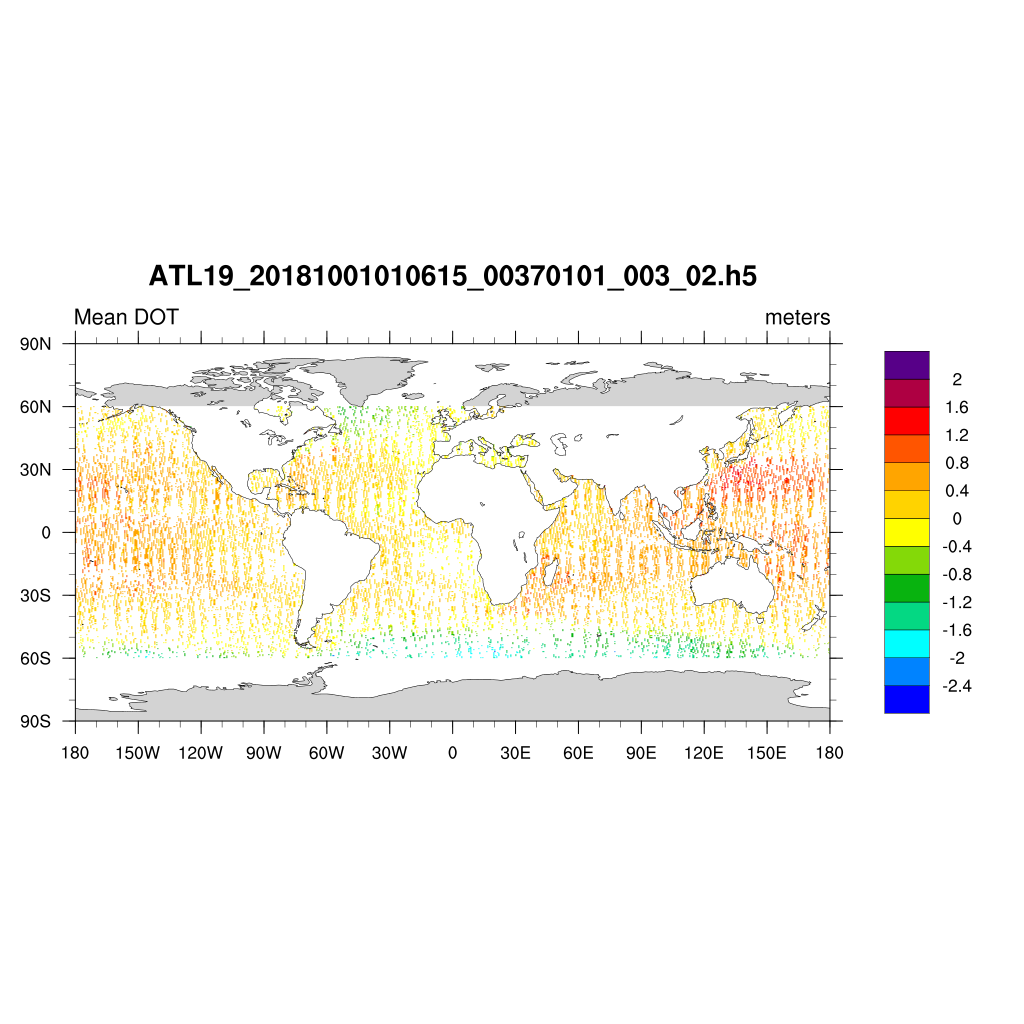 ATL19_20181001010615_00370101_003_02.h5
Mean DOT meters
90N
60N
30N
0
30S
60S
90S
180 150W 120W 90W 60W 30W 0 30E 60E 90E 120E 150E 180
2
1.6
1.2
0.8
0.4
0
-0.4
-0.8
-1.2
-1.6
-2
-2.4